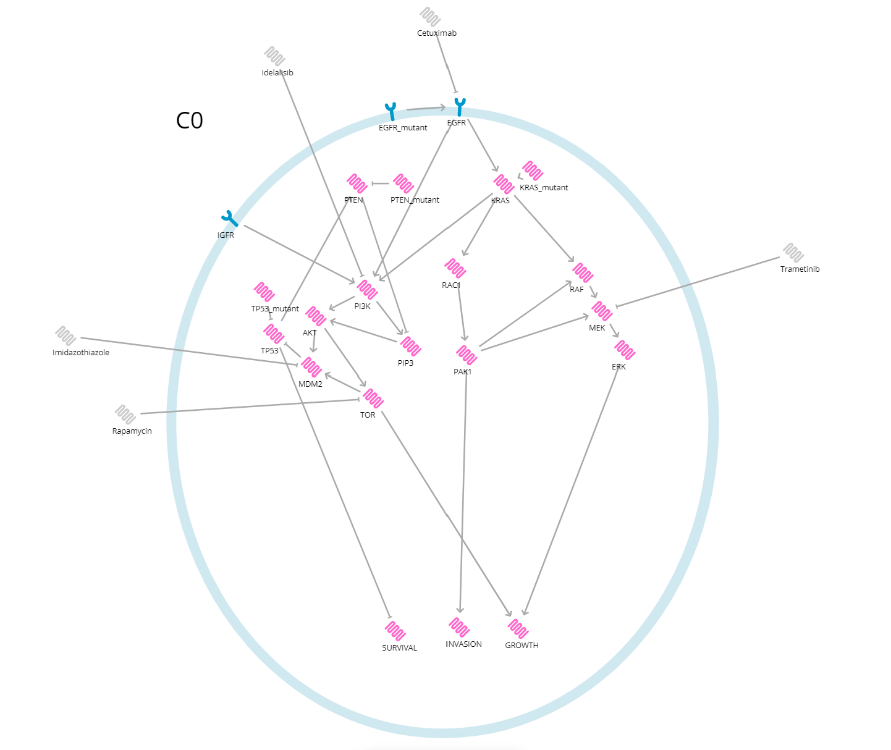 Cetuximab
Idelalisib
C0
EGFR_mutant
EGFR
KRAS_mutant
PTEN
PTEN_mutant
KRAS
IGFR
Trametinib
RAC1
RAF
TP53_mutant
PI3K
MEK
AKT
TP53
Imidazothiazole
PIP3
PAK1
ERK
MDM2
TOR
Rapamycin
SURVIVAL
INVASION
GROWTH